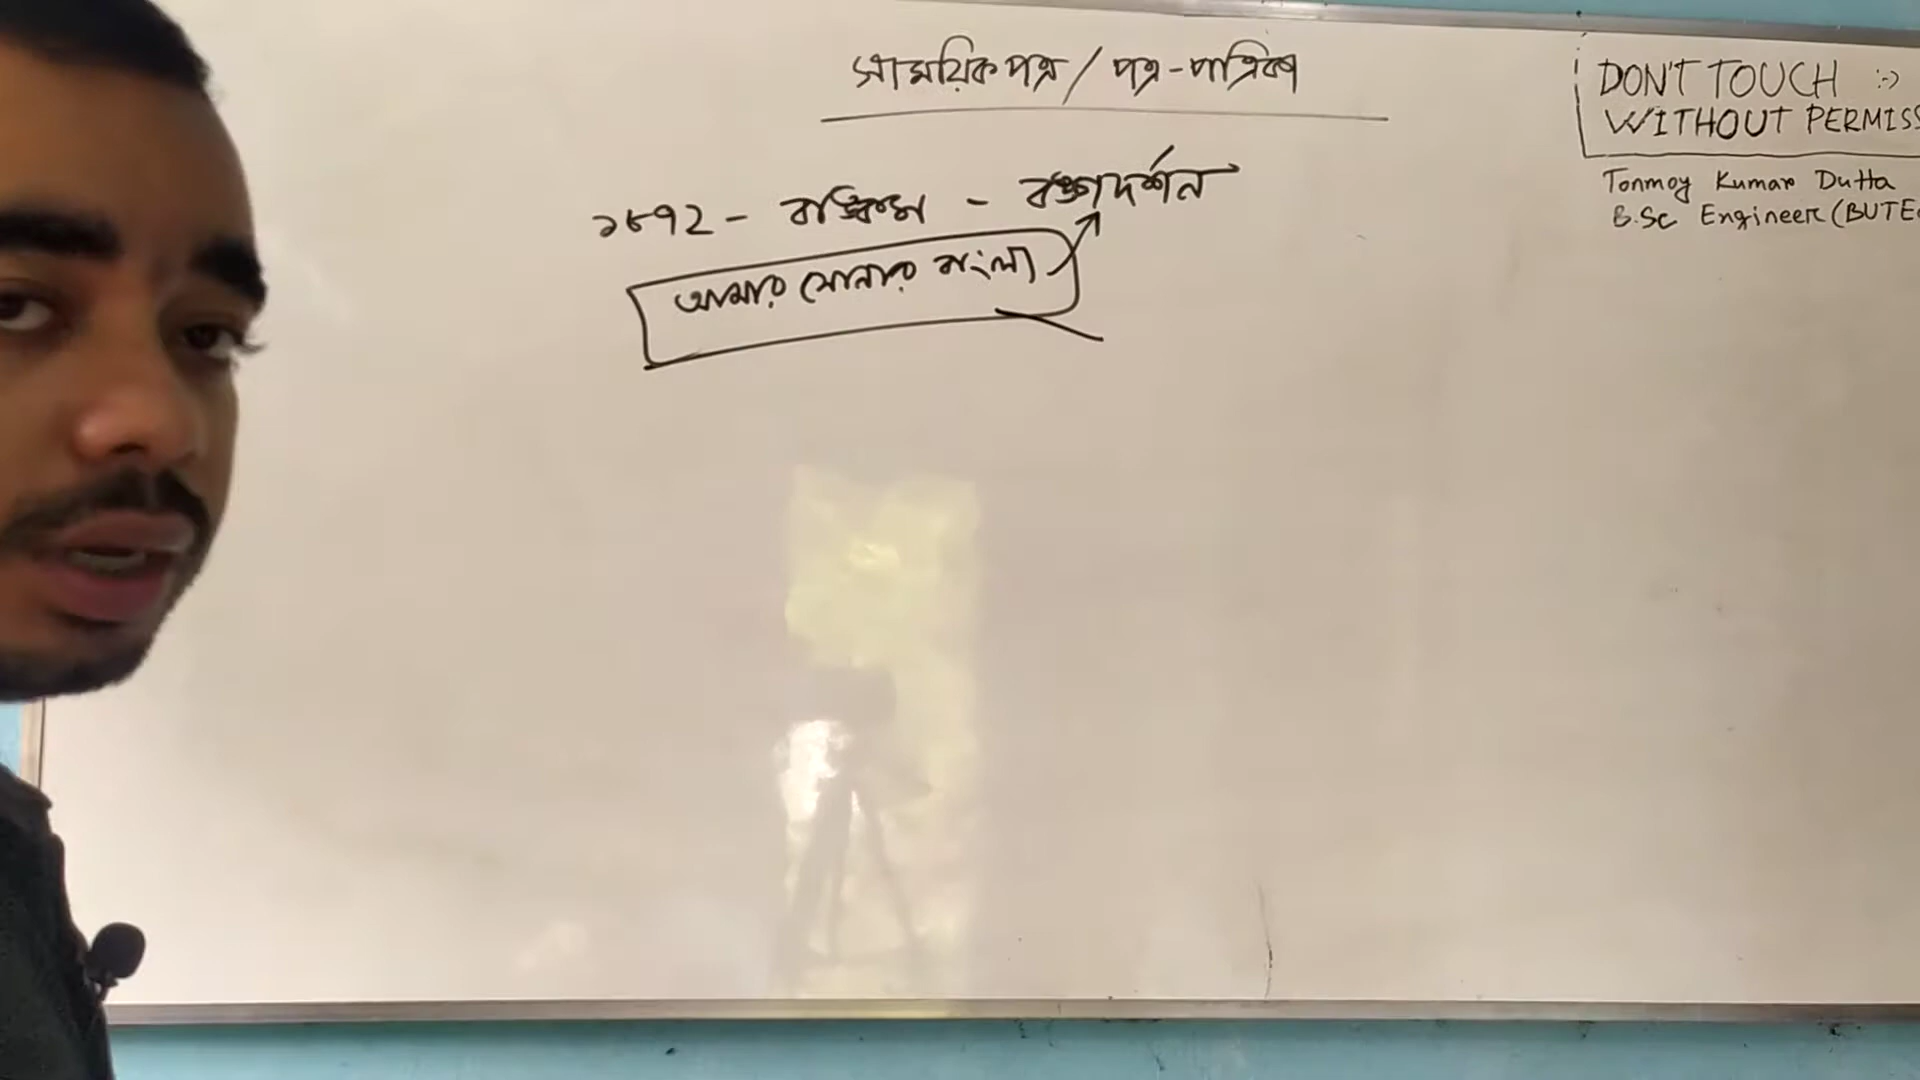 সাময়িকপত্র / পত্র-পত্রিকা
১৮৭২ - বঙ্কিম - বঙ্গদর্শন
আমার সোনার বাংলা
DON'T TOUCH :-)
WITHOUT PERMISS
Tonmoy Kumar Dutta
B.Sc Engineer (BUTE